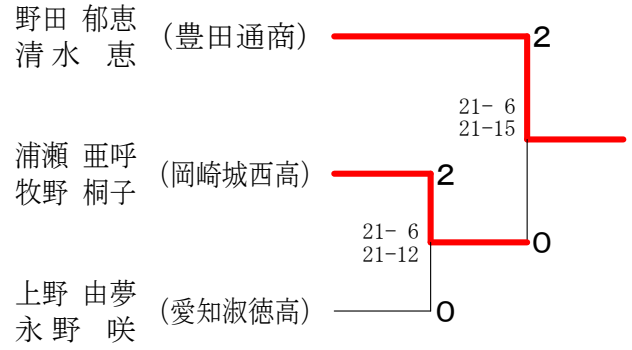 野田 郁恵
清水 恵
(豊田通商)
2
21- 6
21-15
浦瀬 亜呼
牧野 桐子
(岡崎城西高)
2
21- 6
21-12
0
上野 由夢
永野 咲
(愛知淑徳高)
0